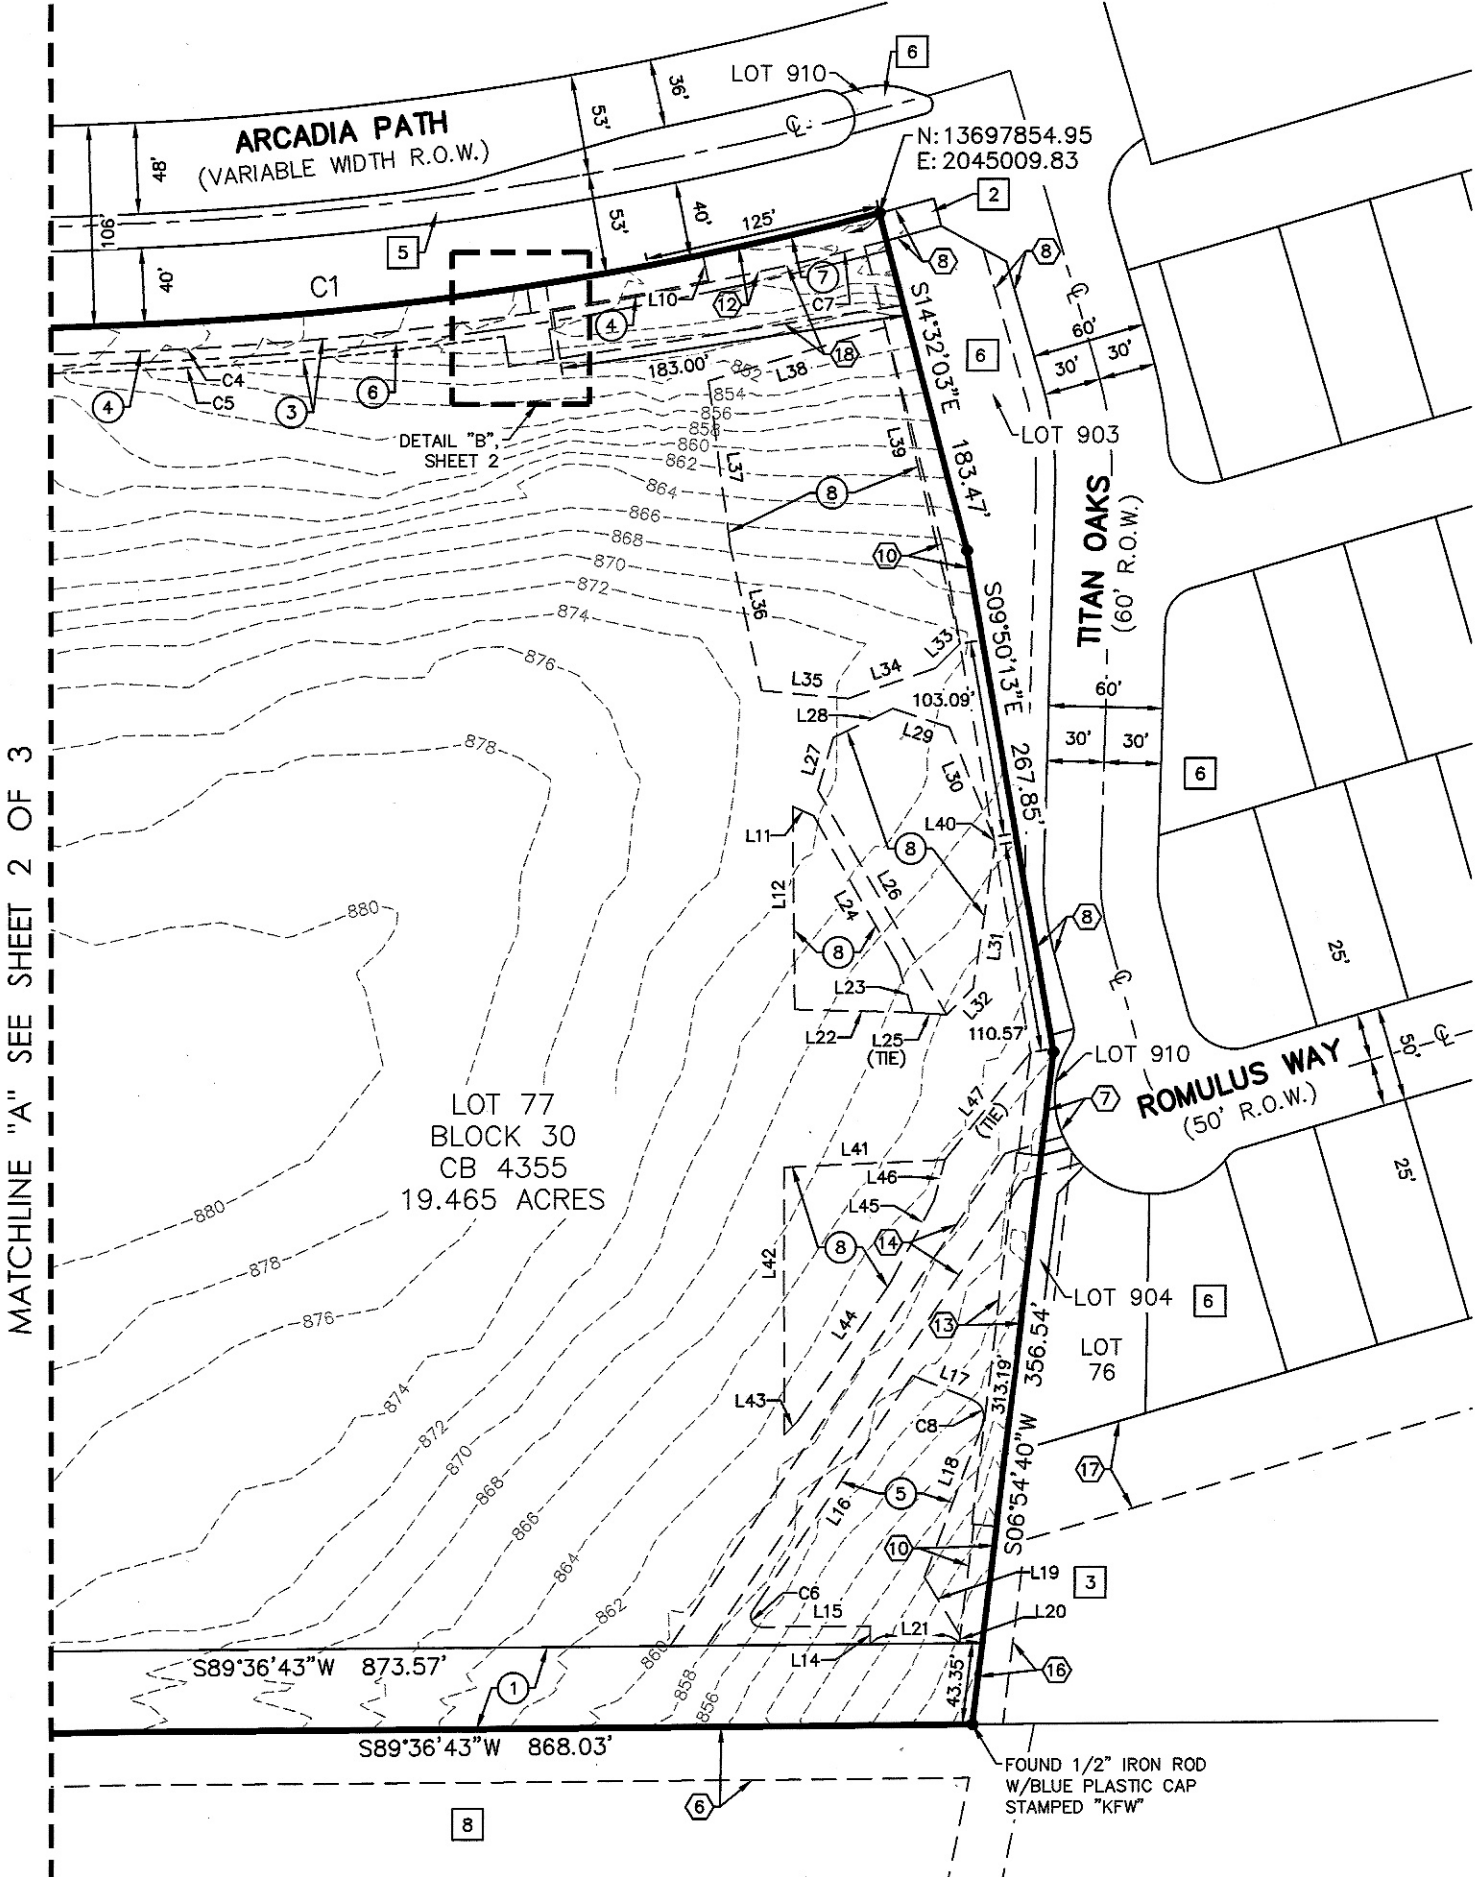 6
LOT 910
36'
53'
ARCADIA PATH
(VARIABLE WIDTH R.O.W.)
48'
N: 13697854.95
E: 2045009.83
2
106'
5
53'
40'
125'
40'
C1
8
8
7
L10
12
C7
4
60'
30'
30'
6
18
183.00'
L38
862
854
856
858
860
862
864
866
868
870
872
874
C4
C5
4
3
6
DETAIL "B",
SHEET 2
S14°32'03"E 183.47'
LOT 903
L39
L37
8
10
TITAN OAKS
(60' R.O.W.)
L36
L33
L34
L35
S09°50'13"E 267.85'
876
103.09'
60'
30'
30'
L28
L29
L27
L30
878
6
MATCHLINE "A" SEE SHEET 2 OF 3
L11
L40
8
L12
L26
L24
880
8
8
L31
25'
L23
L32
L22
L25
(TIE)
110.57'
LOT 910
50'
ROMULUS WAY
(50' R.O.W.)
7
L47
(TIE)
LOT 77
BLOCK 30
CB 4355
19.465 ACRES
L41
L46
L45
25'
880
8
14
L42
878
LOT 904
6
876
13
L44
LOT
76
313.19'
S06°54'40"W 356.54'
L17
L43
C8
874
872
17
870
L18
868
5
L16
866
10
864
L19
3
C6
862
L15
L20
L21
860
L14
S89°36'43"W 873.57'
1
858
43.35'
16
856
S89°36'43"W 868.03'
FOUND 1/2" IRON ROD
W/BLUE PLASTIC CAP
STAMPED "KFW"
6
8